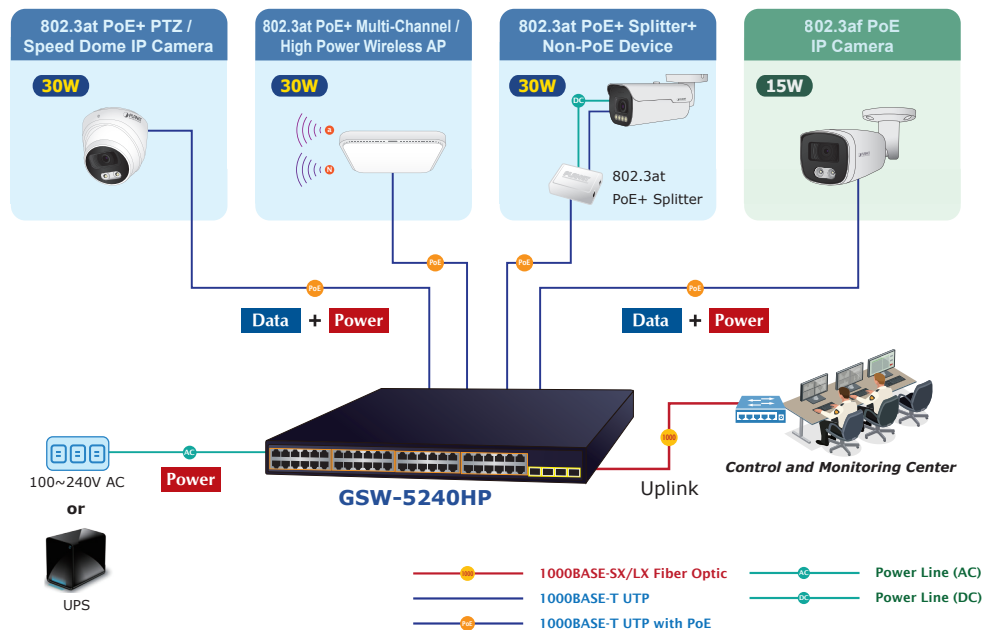 802.3at PoE+ PTZ /
Speed Dome IP Camera
30W
802.3at PoE+ Multi-Channel /
High Power Wireless AP
30W
a
N
802.3at PoE+ Splitter+
Non-PoE Device
30W
DC
PLANET
802.3at
PoE+ Splitter
802.3af PoE
IP Camera
15W
PLANET
PoE
PoE
PoE
PoE
Data + Power
Data + Power
100~240V AC
or
UPS
AC
Power
GSW-5240HP
1000
Uplink
Control and Monitoring Center
1000
1000BASE-SX/LX Fiber Optic
1000BASE-T UTP
PoE
1000BASE-T UTP with PoE
AC
Power Line (AC)
DC
Power Line (DC)